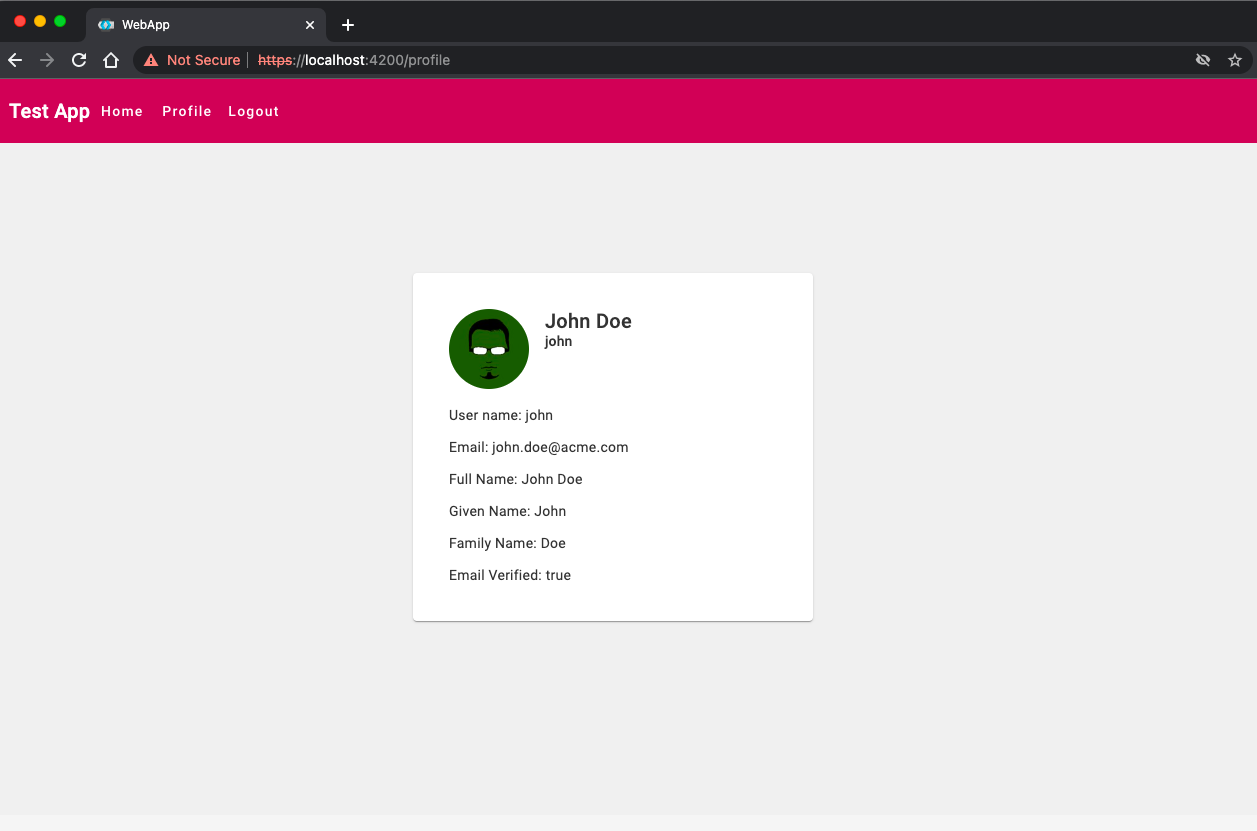 WebApp
Not Secure https://localhost:4200/profile
Test App Home Profile Logout
John Doe
john
User name: john
Email: john.doe@acme.com
Full Name: John Doe
Given Name: John
Family Name: Doe
Email Verified: true